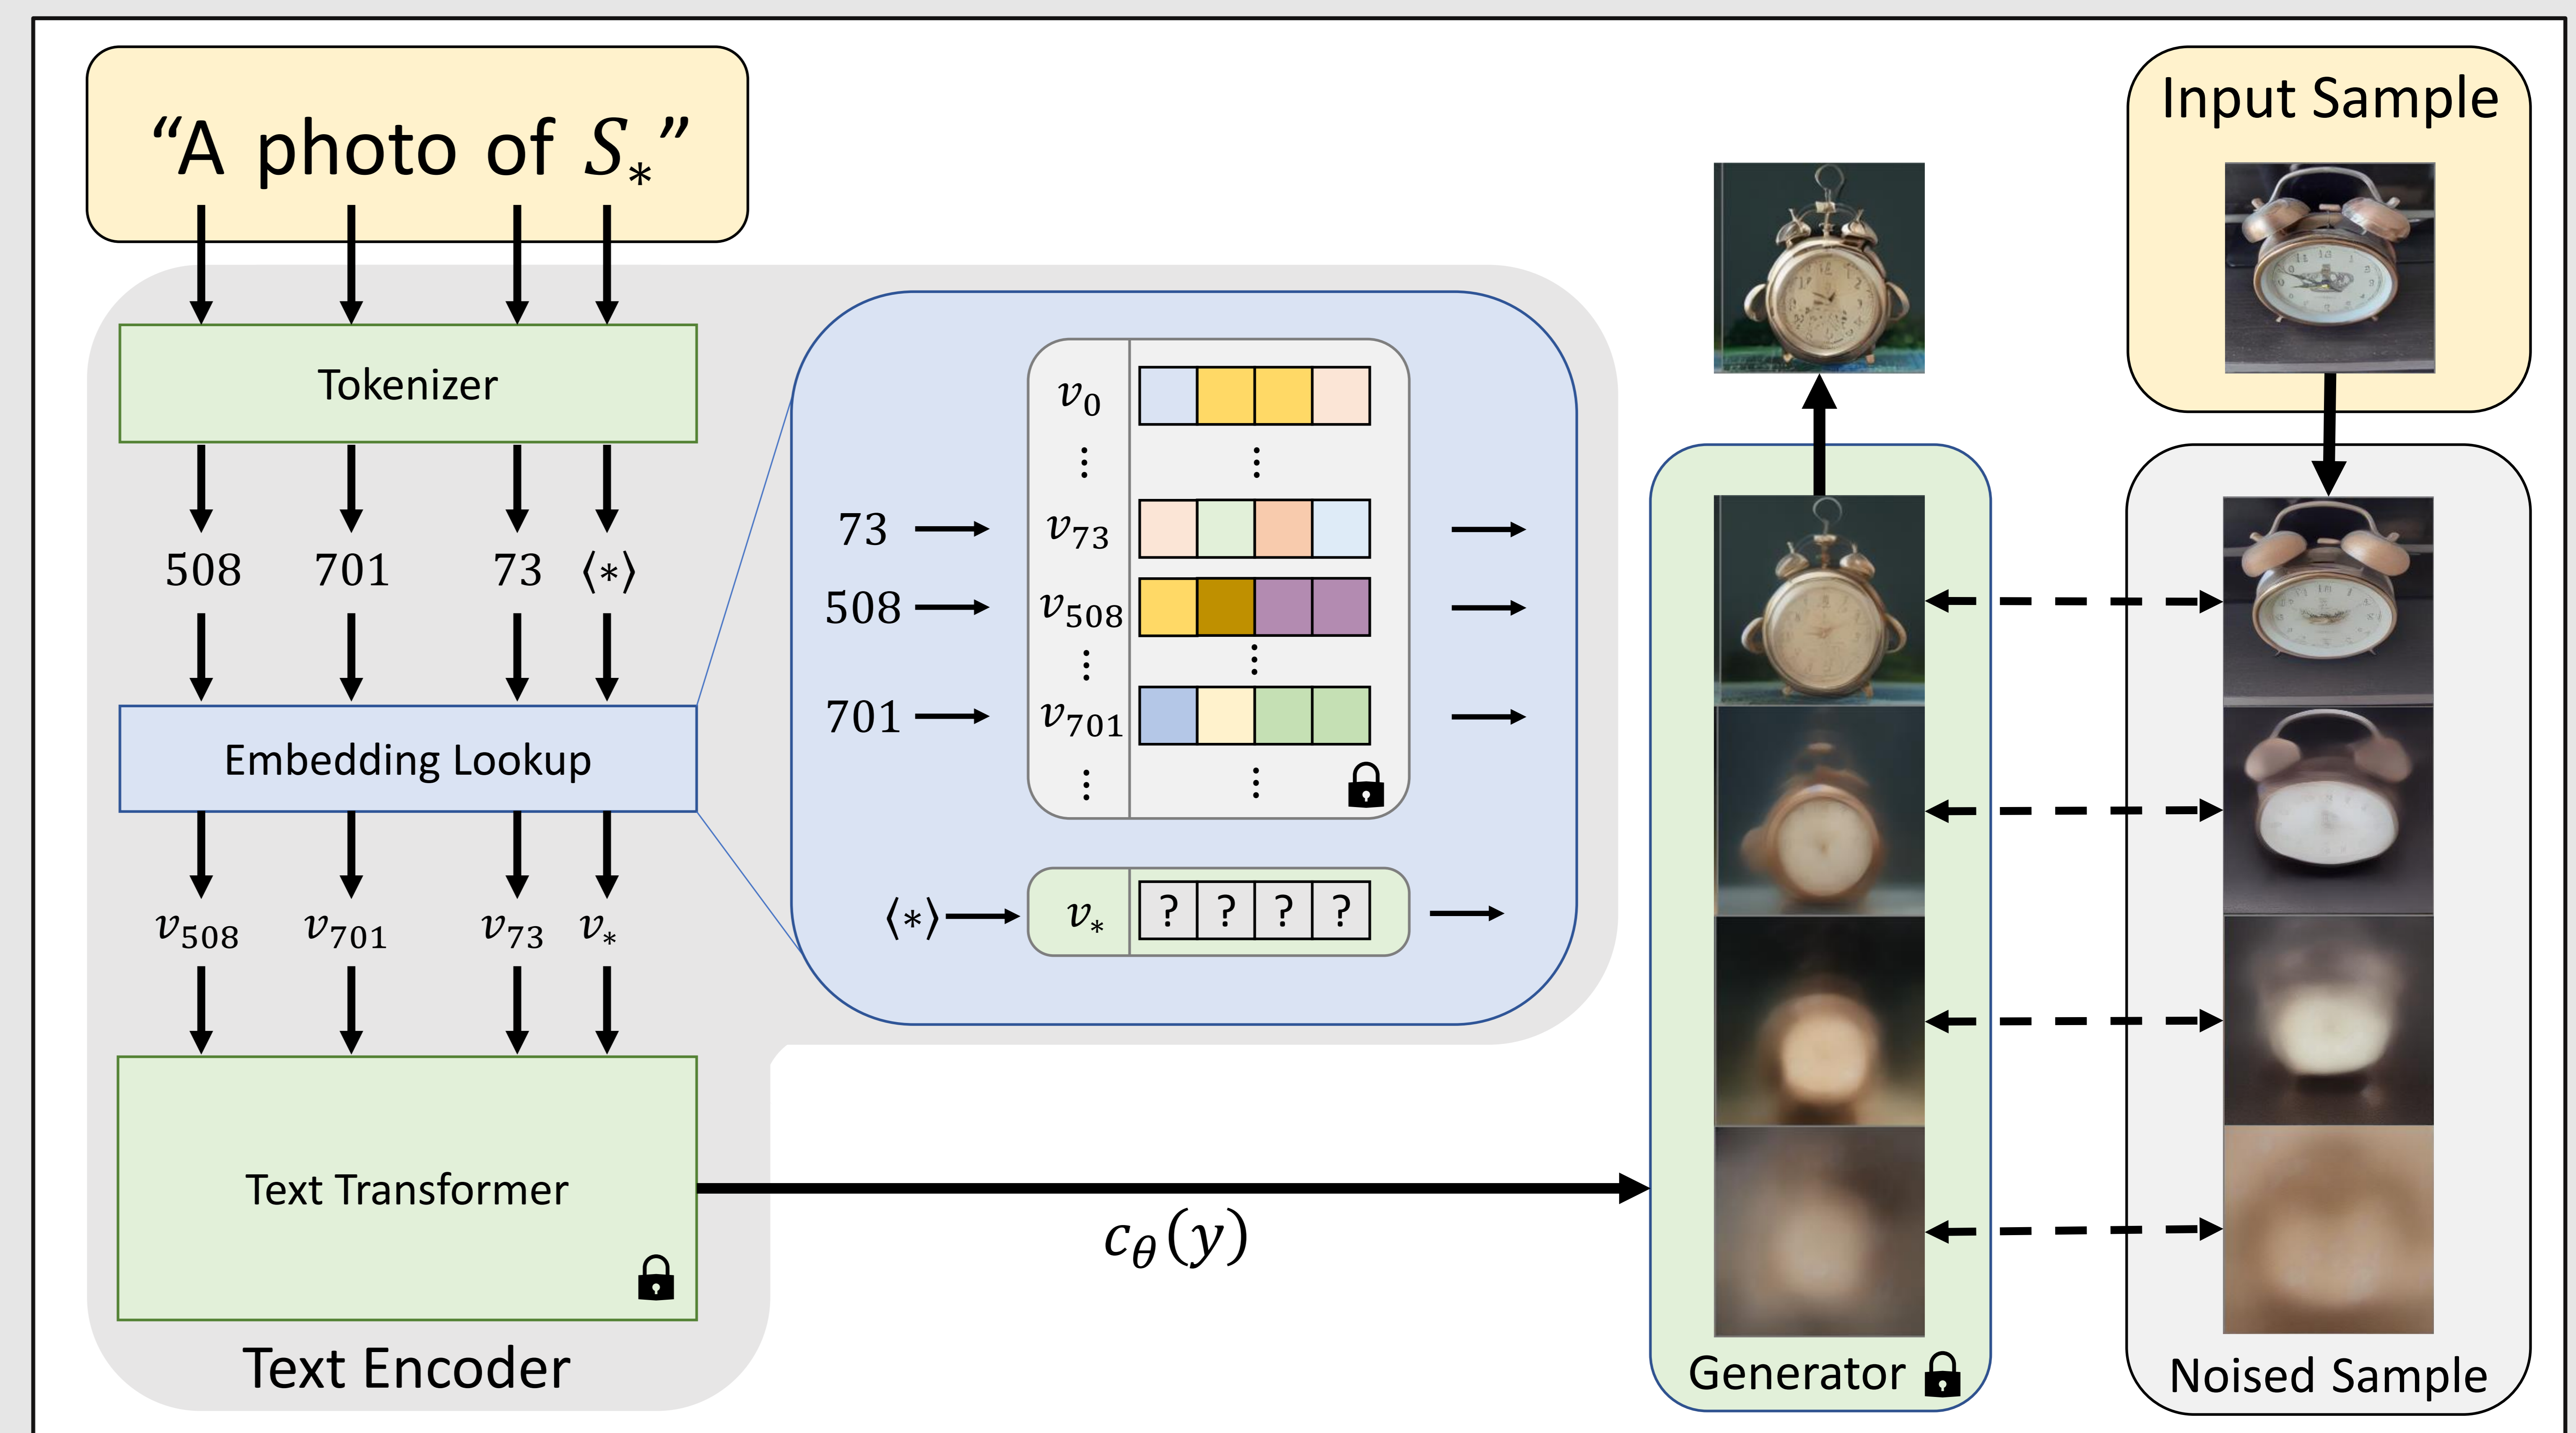 “A photo of S*”
Tokenizer
508 701 73 ⟨*⟩
Embedding Lookup
v508 v701 v73 v*
Text Transformer
Text Encoder
v0
⋮ ⋮
73 v73
508 v508
⋮ ⋮
701 v701
⋮ ⋮
⟨*⟩ v* ? ? ? ?
cθ(y)
Generator
Input Sample
Noised Sample